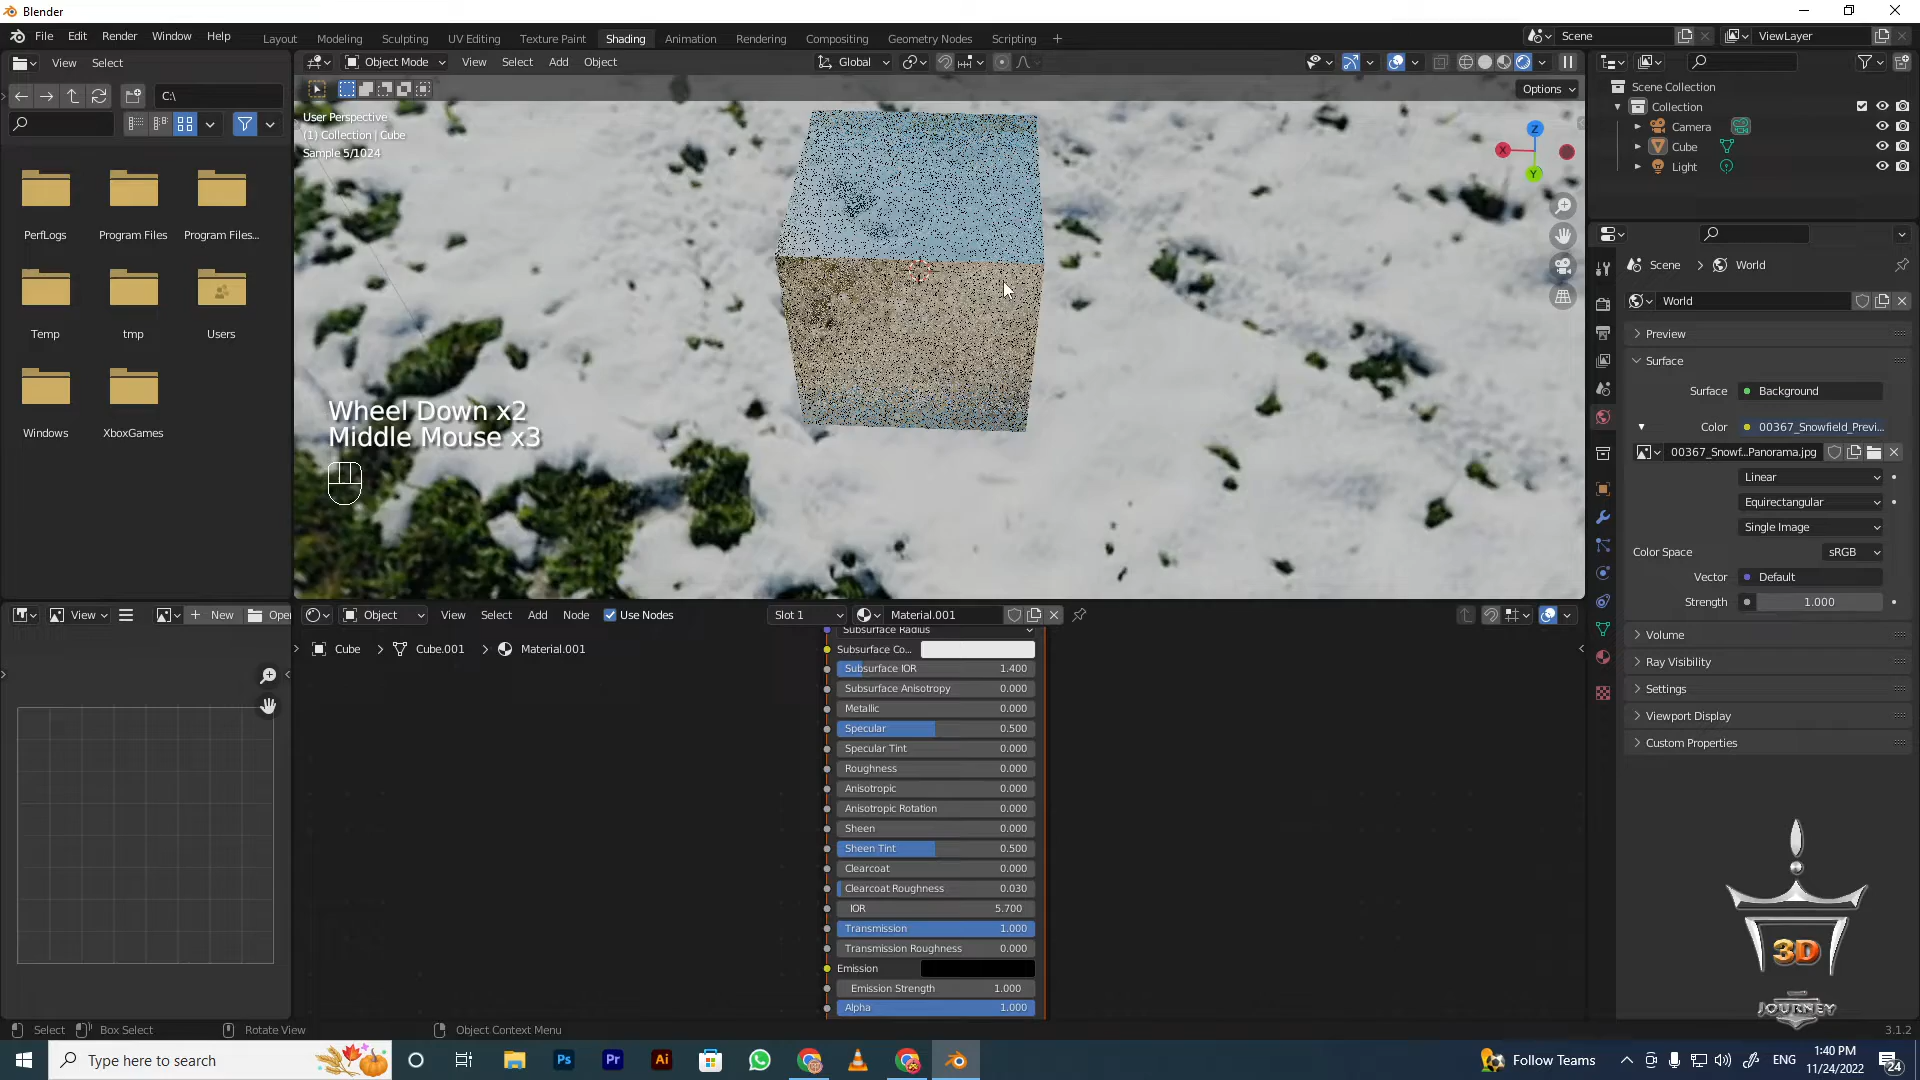 Blender
File Edit Render Window Help
Layout Modeling Sculpting UV Editing Texture Paint Shading Animation Rendering Compositing Geometry Nodes Scripting +
Scene
ViewLayer
View Select
Object Mode View Select Add Object
Global
C:\
Options
User Perspective
(1) Collection | Cube
Sample 5/1024
Z
X
Y
Scene Collection
Collection
Camera
Cube
Light
PerfLogs Program Files Program Files...
Temp tmp Users
Windows XboxGames
Wheel Down x2
Middle Mouse x3
Scene > World
World
Preview
Surface
Surface Background
Color 00367_Snowfield_Previ...
00367_Snowf...Panorama.jpg
Linear
Equirectangular
Single Image
Color Space sRGB
Vector Default
Strength 1.000
Volume
Ray Visibility
Settings
Viewport Display
Custom Properties
View New Open
Object View Select Add Node Use Nodes Slot 1 Material.001
Cube > Cube.001 > Material.001
Subsurface Radius
Subsurface Co...
Subsurface IOR 1.400
Subsurface Anisotropy 0.000
Metallic 0.000
Specular 0.500
Specular Tint 0.000
Roughness 0.000
Anisotropic 0.000
Anisotropic Rotation 0.000
Sheen 0.000
Sheen Tint 0.500
Clearcoat 0.000
Clearcoat Roughness 0.030
IOR 5.700
Transmission 1.000
Transmission Roughness 0.000
Emission
Emission Strength 1.000
Alpha 1.000
3D
JOURNEY
Select Box Select Rotate View Object Context Menu
3.1.2
Type here to search
Ps Pr Ai
Follow Teams
ENG
1:40 PM
11/24/2022
24